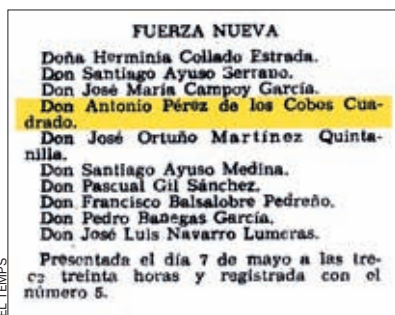 FUERZA NUEVA
Doña Herminia Collado Estrada.
Don Santiago Ayuso Serrano.
Don José María Campoy García.
Don Antonio Pérez de los Cobos Cua-
drado.
Don José Ortuño Martínez Quinta-
nilla.
Don Santiago Ayuso Medina.
Don Pascual Gil Sánchez.
Don Francisco Balsalobre Pedreño.
Don Pedro Banegas García.
Don José Luis Navarro Lumeras.
Presentada el día 7 de mayo a las tre-
ce treinta horas y registrada con el
número 5.
EL TEMPS